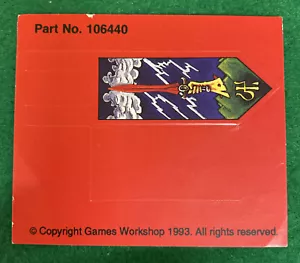 Part No. 106440
© Copyright Games Workshop 1993. All rights reserved.